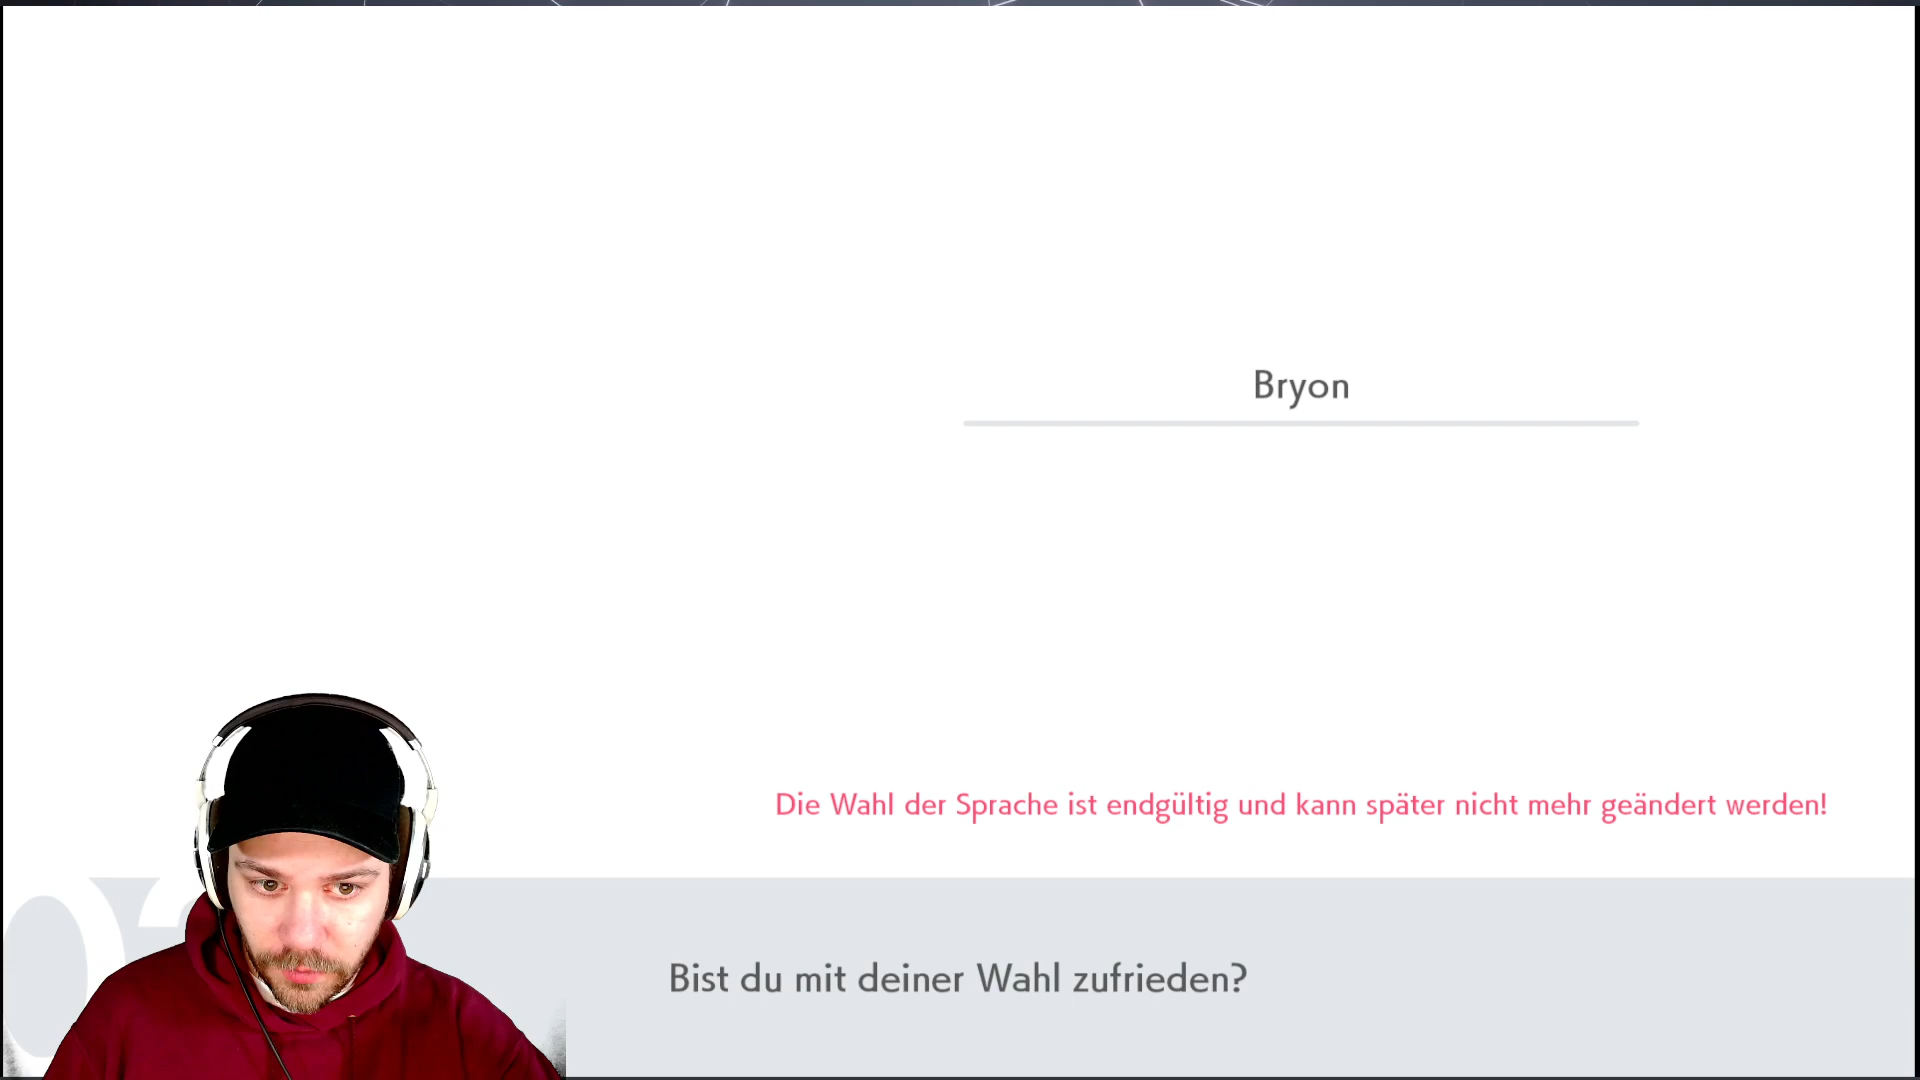 Bryon
Die Wahl der Sprache ist endgültig und kann später nicht mehr geändert werden!
Bist du mit deiner Wahl zufrieden?